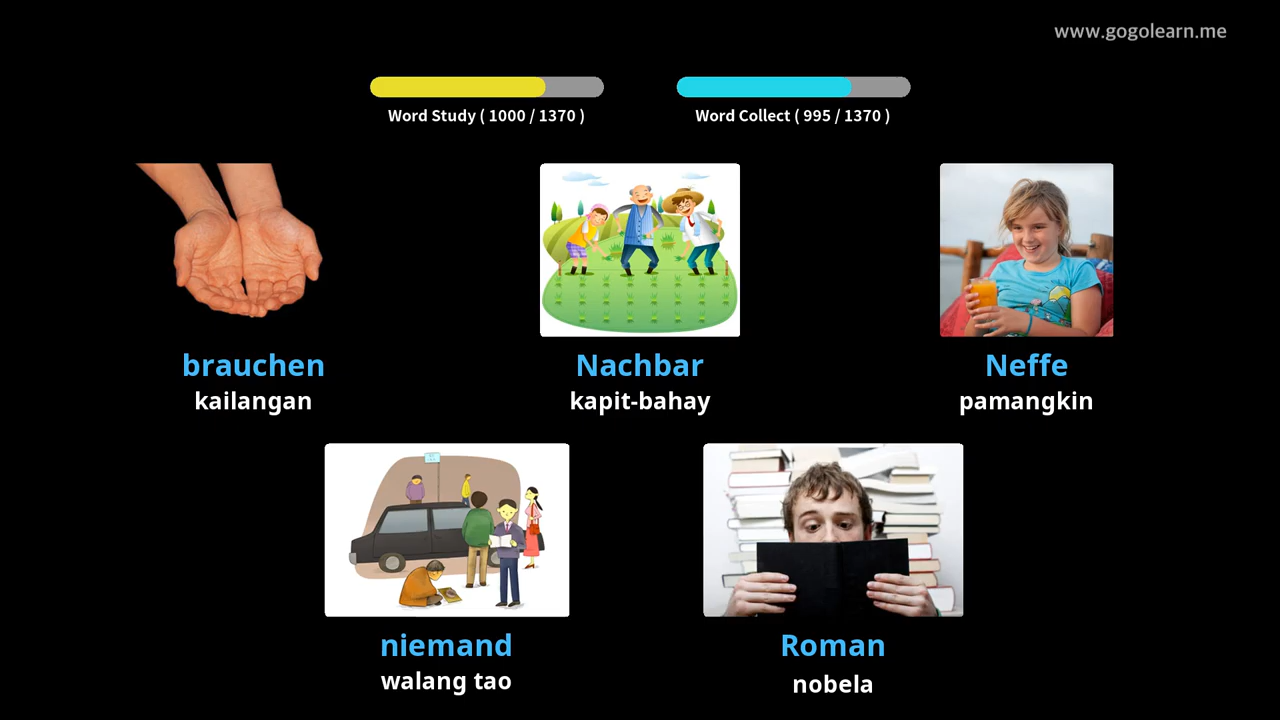 www.gogolearn.me
Word Study ( 1000 / 1370 )
Word Collect ( 995 / 1370 )
brauchen
kailangan
Nachbar
kapit-bahay
Neffe
pamangkin
niemand
walang tao
Roman
nobela